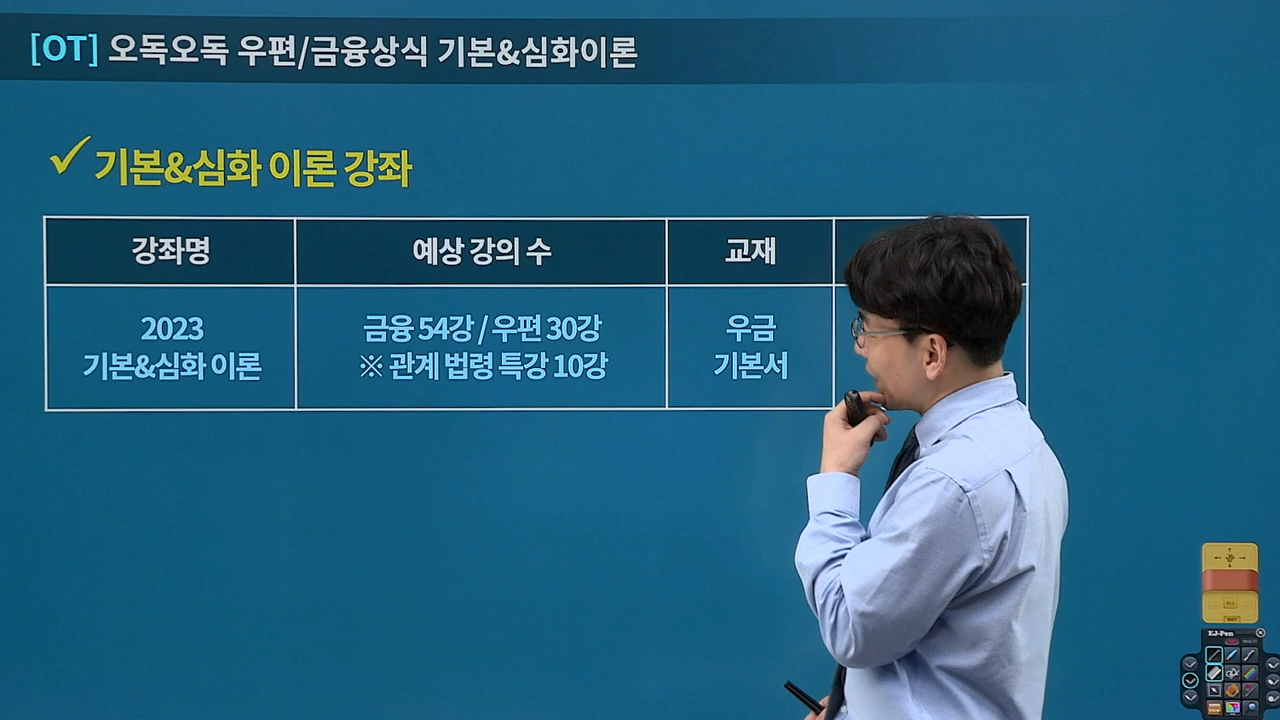 [OT] 오독오독 우편/금융상식 기본&심화이론
✓ 기본&심화 이론 강좌
강좌명
예상 강의 수
교재
2023
기본&심화 이론
금융 54강 / 우편 30강
※ 관계 법령 특강 10강
우금
기본서
EJ-Pen